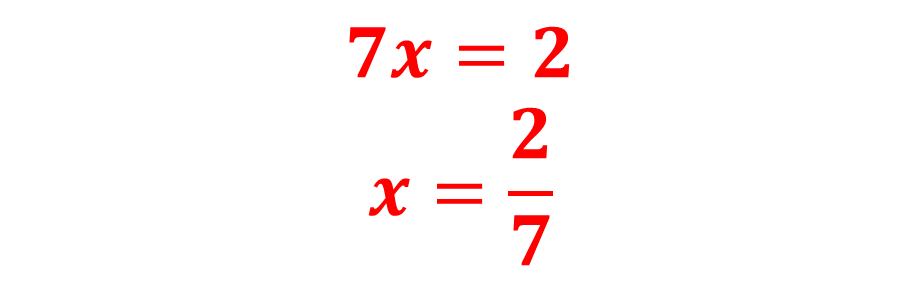 7x = 2
x = 2/7